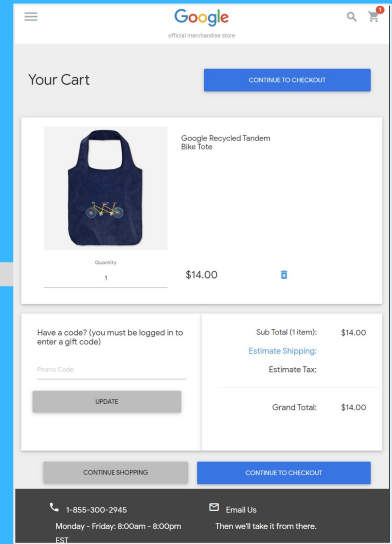 Google
1
official merchandise store
Your Cart
CONTINUE TO CHECKOUT
Google Recycled Tandem
Bike Tote
Quantity
1
$14.00
Have a code? (you must be logged in to
enter a gift code)
Promo Code
UPDATE
Sub Total (1 item): $14.00
Estimate Shipping:
Estimate Tax:
Grand Total: $14.00
CONTINUE SHOPPING
CONTINUE TO CHECKOUT
1-855-300-2945
Monday - Friday: 8:00am - 8:00pm
EST
Email Us
Then we'll take it from there.